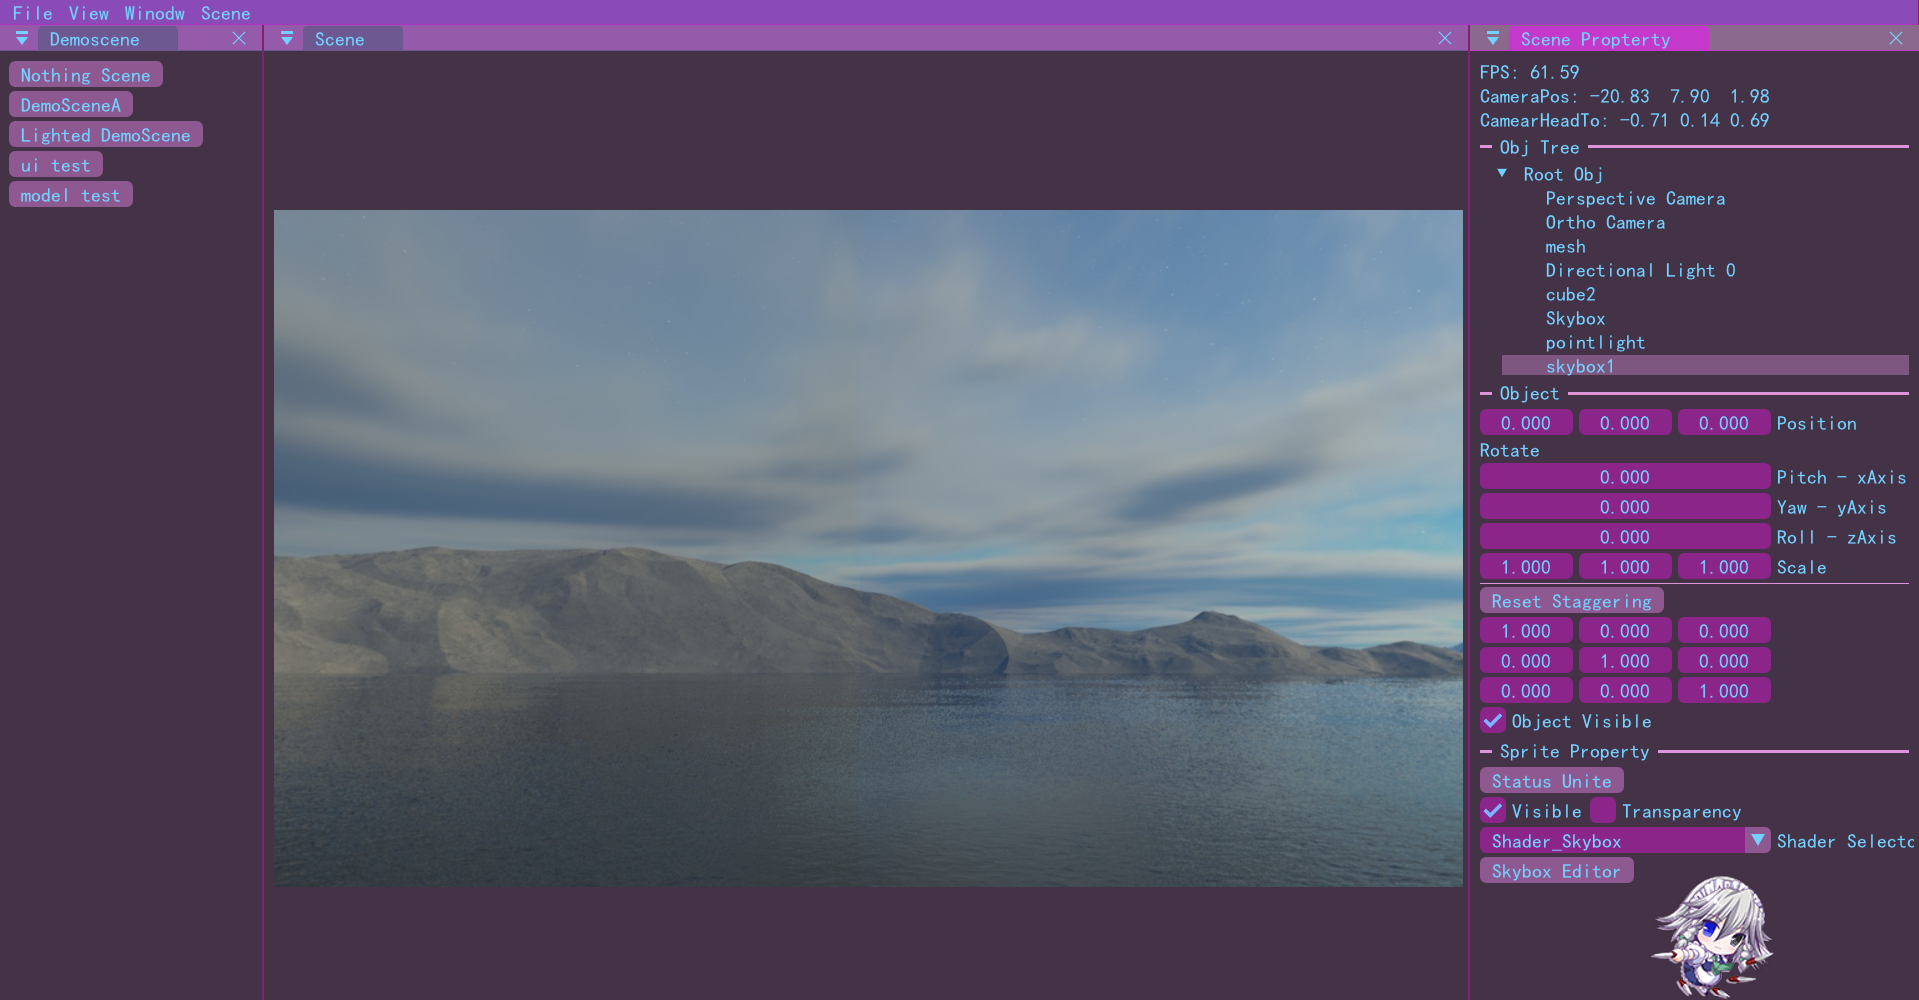 File View Winodw Scene
Demoscene
Nothing Scene
DemoSceneA
Lighted DemoScene
ui test
model test
Scene
Scene Propterty
FPS: 61.59
CameraPos: -20.83 7.90 1.98
CamearHeadTo: -0.71 0.14 0.69
Obj Tree
Root Obj
Perspective Camera
Ortho Camera
mesh
Directional Light 0
cube2
Skybox
pointlight
skybox1
Object
0.000 0.000 0.000 Position
Rotate
0.000 Pitch - xAxis
0.000 Yaw - yAxis
0.000 Roll - zAxis
1.000 1.000 1.000 Scale
Reset Staggering
1.000 0.000 0.000
0.000 1.000 0.000
0.000 0.000 1.000
Object Visible
Sprite Property
Status Unite
Visible Transparency
Shader_Skybox Shader Selecto
Skybox Editor